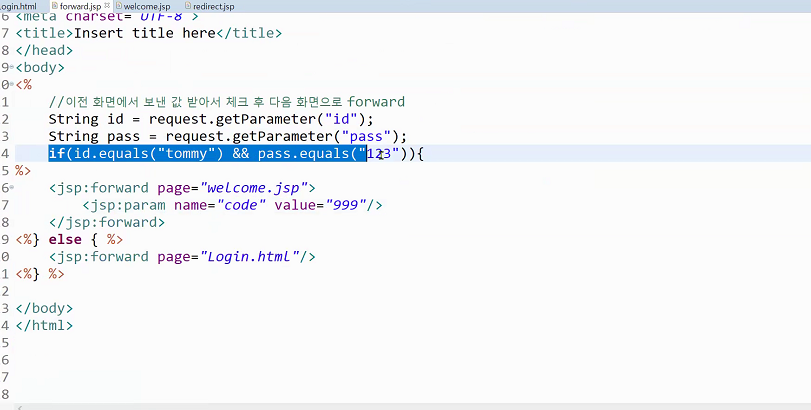 Login.html forward.jsp welcome.jsp redirect.jsp
6 <meta charset="UTF-8">
7 <title>Insert title here</title>
8 </head>
9 <body>
0 <%
1 //이전 화면에서 보낸 값 받아서 체크 후 다음 화면으로 forward
2 String id = request.getParameter("id");
3 String pass = request.getParameter("pass");
4 if(id.equals("tommy") && pass.equals("123")){
5 %>
6 <jsp:forward page="welcome.jsp">
7 <jsp:param name="code" value="999"/>
8 </jsp:forward>
9 <%} else { %>
0 <jsp:forward page="Login.html"/>
1 <%} %>
2
3 </body>
4 </html>
5
6
7
8